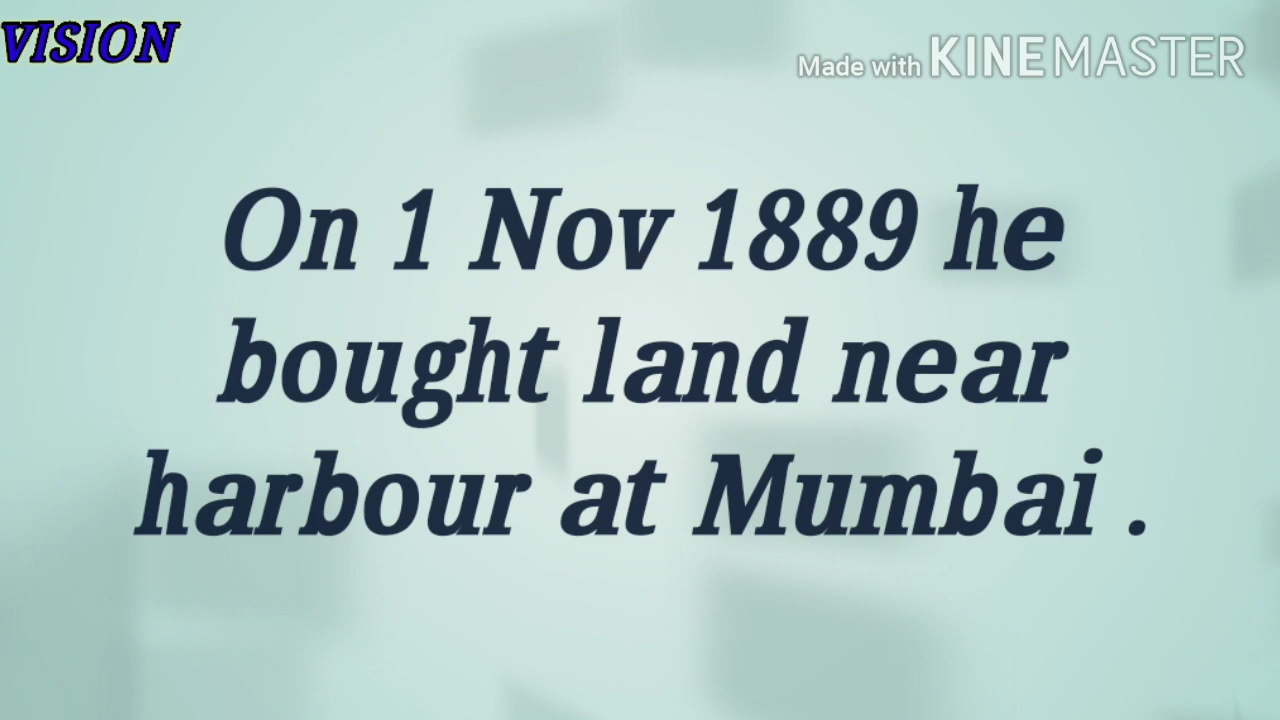 VISION
Made with KINEMASTER
On 1 Nov 1889 he
bought land near
harbour at Mumbai .